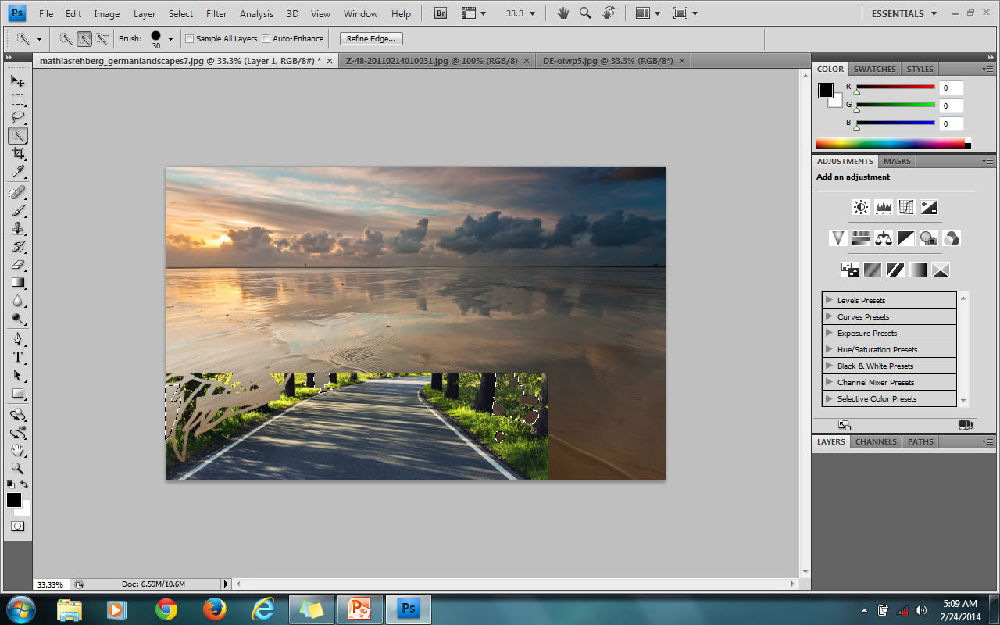 Ps File Edit Image Layer Select Filter Analysis 3D View Window Help Br 33.3 ESSENTIALS
Brush: 30 Sample All Layers Auto-Enhance Refine Edge...
mathiasrehberg_germanlandscapes7.jpg @ 33.3% (Layer 1, RGB/8#) * Z-48-20110214010031.jpg @ 100% (RGB/8) DE-olwp5.jpg @ 33.3% (RGB/8*)
COLOR SWATCHES STYLES
R 0
G 0
B 0
ADJUSTMENTS MASKS
Add an adjustment
Levels Presets
Curves Presets
Exposure Presets
Hue/Saturation Presets
Black & White Presets
Channel Mixer Presets
Selective Color Presets
LAYERS CHANNELS PATHS
T
33.33% Doc: 6.59M/10.6M
Ps
5:09 AM
2/24/2014